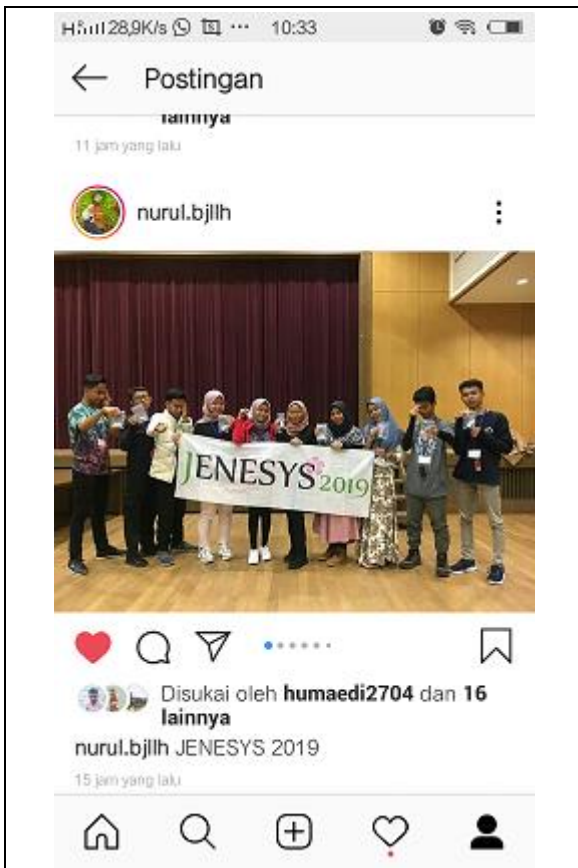 28,9K/s ··· 10:33
Postingan
lainnya
11 jam yang lalu
nurul.bjllh
JENESYS 2019
Disukai oleh humaedi2704 dan 16
lainnya
nurul.bjllh JENESYS 2019
15 jam yang lalu